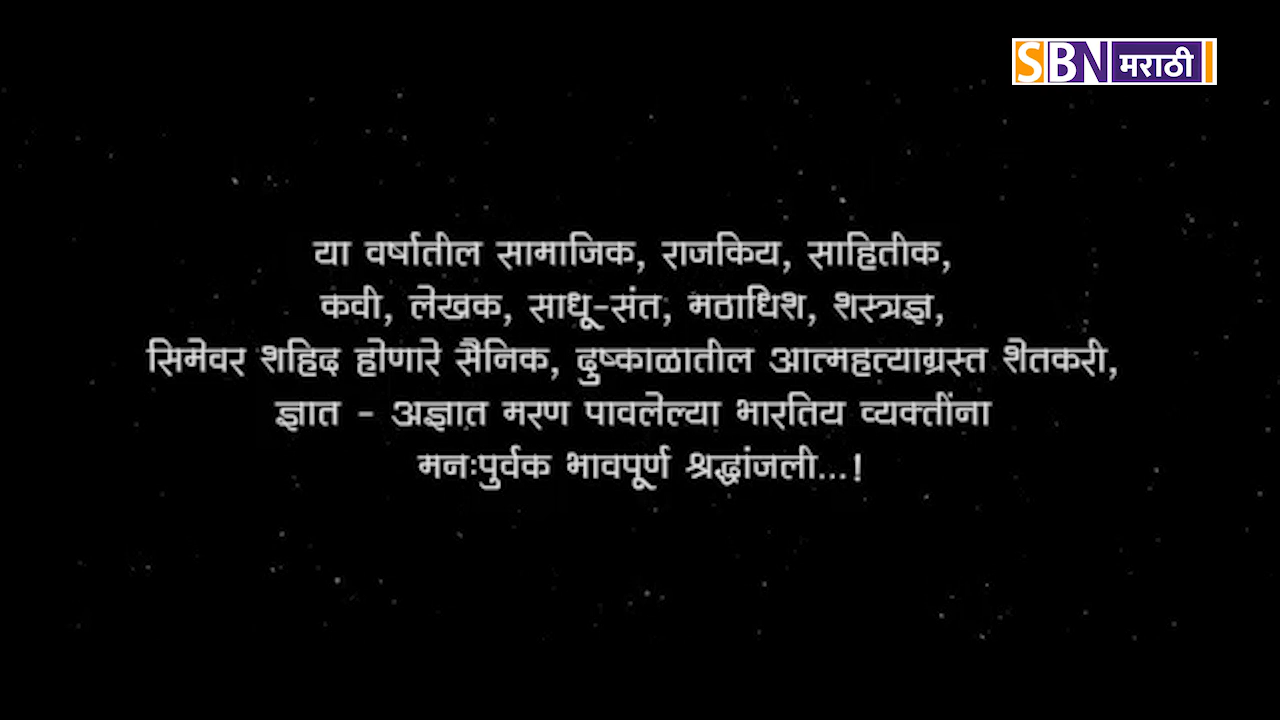 SBN मराठी
या वर्षातील सामाजिक, राजकिय, साहितीक,
कवी, लेखक, साधू-संत, मठाधिश, शस्त्रज्ञ,
सिमेवर शहिद होणारे सैनिक, दुष्काळातील आत्महत्याग्रस्त शेतकरी,
ज्ञात - अज्ञात मरण पावलेल्या भारतिय व्यक्तींना
मनःपुर्वक भावपूर्ण श्रद्धांजली...!